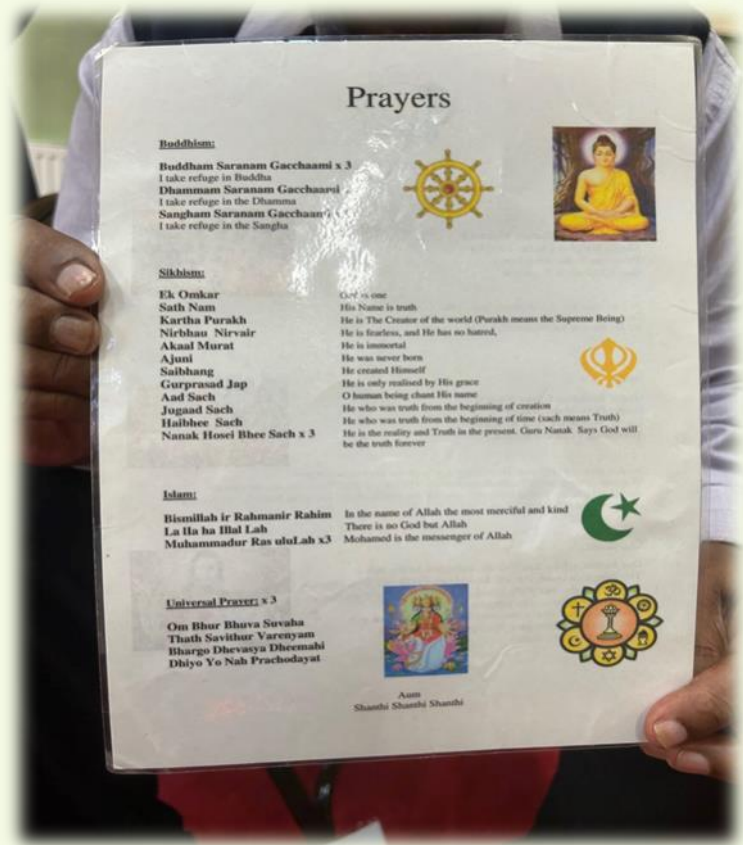 Prayers
Buddhism:
Buddham Saranam Gacchaami x 3
I take refuge in Buddha
Dhammam Saranam Gacchaami
I take refuge in the Dhamma
Sangham Saranam Gacchaami
I take refuge in the Sangha
Sikhism:
Ek Omkar God is one
Sath Nam His Name is truth
Kartha Purakh He is The Creator of the world (Purakh means the Supreme Being)
Nirbhau Nirvair He is fearless, and He has no hatred,
Akaal Murat He is immortal
Ajuni He was never born
Saibhang He created Himself
Gurprasad Jap He is only realised by His grace
Aad Sach O human being chant His name
Jugaad Sach He who was truth from the beginning of creation
Haibhee Sach He who was truth from the beginning of time (sach means Truth)
Nanak Hosei Bhee Sach x 3 He is the reality and Truth in the present. Guru Nanak Says God will
be the truth forever
Islam:
Bismillah ir Rahmanir Rahim In the name of Allah the most merciful and kind
La Ila ha Illal Lah There is no God but Allah
Muhammadur Ras uluLah x3 Mohamed is the messenger of Allah
Universal Prayer: x 3
Om Bhur Bhuva Suvaha
Thath Savithur Varenyam
Bhargo Dhevasya Dheemahi
Dhiyo Yo Nah Prachodayat
ॐ
Aum
Shanthi Shanthi Shanthi